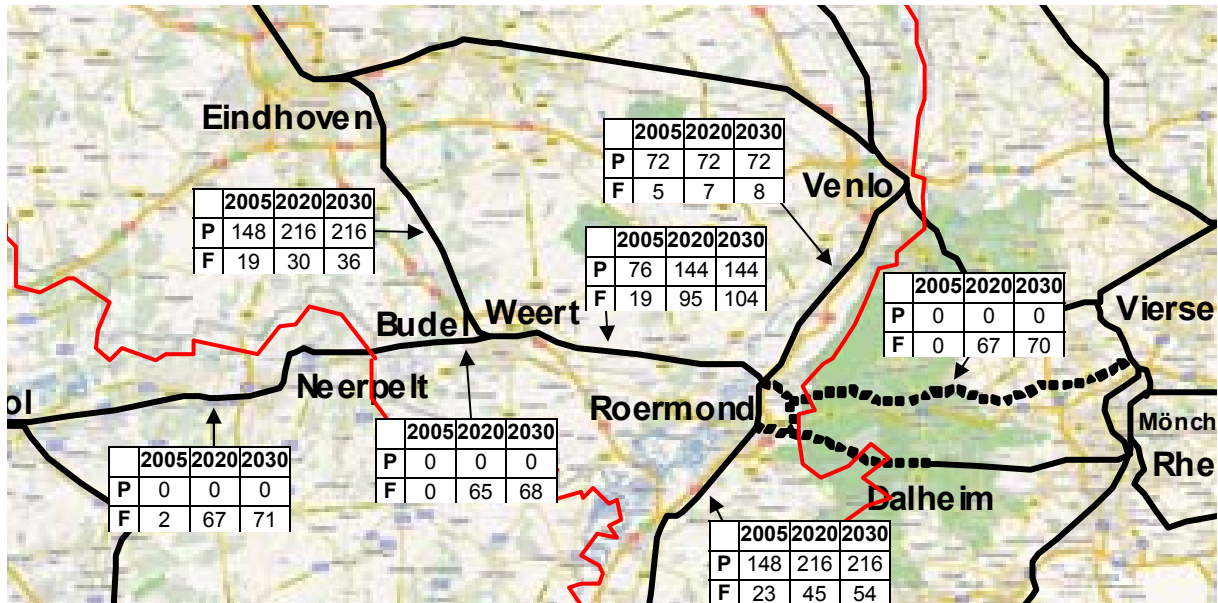 Eindhoven
2005 2020 2030
P 72 72 72
F 5 7 8
Venlo
2005 2020 2030
P 148 216 216
F 19 30 36
2005 2020 2030
P 76 144 144
F 19 95 104
2005 2020 2030
P 0 0 0
F 0 67 70
Vierse
Budel Weert
Neerpelt
ol
Roermond
Mönch
Rhe
2005 2020 2030
P 0 0 0
F 0 65 68
2005 2020 2030
P 0 0 0
F 2 67 71
Dalheim
2005 2020 2030
P 148 216 216
F 23 45 54